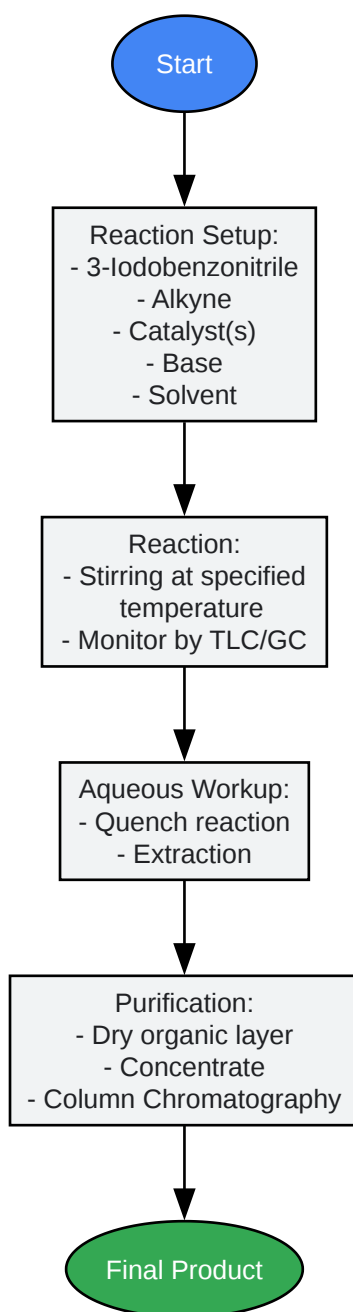 Start
Reaction Setup:
- 3-Iodobenzonitrile
- Alkyne
- Catalyst(s)
- Base
- Solvent
Reaction:
- Stirring at specified
temperature
- Monitor by TLC/GC
Aqueous Workup:
- Quench reaction
- Extraction
Purification:
- Dry organic layer
- Concentrate
- Column Chromatography
Final Product